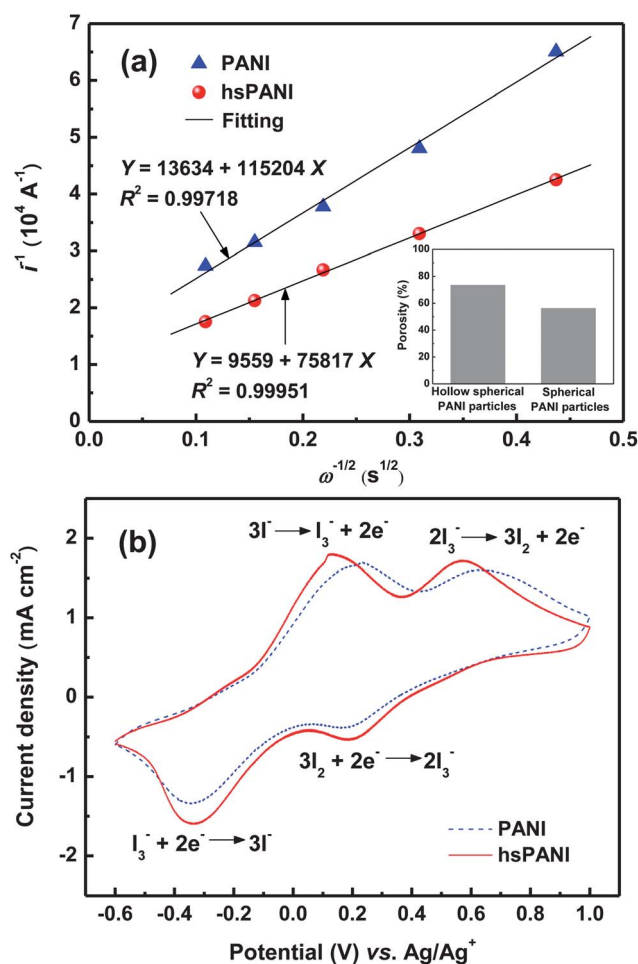 (a)
PANI
hsPANI
Fitting
Y = 13634 + 115204 X
R² = 0.99718
Y = 9559 + 75817 X
R² = 0.99951
i⁻¹ (10⁴ A⁻¹)
7
6
5
4
3
2
1
0
0.0 0.1 0.2 0.3 0.4 0.5
ω⁻¹/² (s¹/²)
Porosity (%)
100
80
60
40
20
0
Hollow spherical
PANI particles
Spherical
PANI particles
(b)
3I⁻ → I₃⁻ + 2e⁻
2I₃⁻ → 3I₂ + 2e⁻
3I₂ + 2e⁻ → 2I₃⁻
I₃⁻ + 2e⁻ → 3I⁻
PANI
hsPANI
Current density (mA cm⁻²)
2
1
0
-1
-2
-0.6 -0.4 -0.2 0.0 0.2 0.4 0.6 0.8 1.0
Potential (V) vs. Ag/Ag⁺